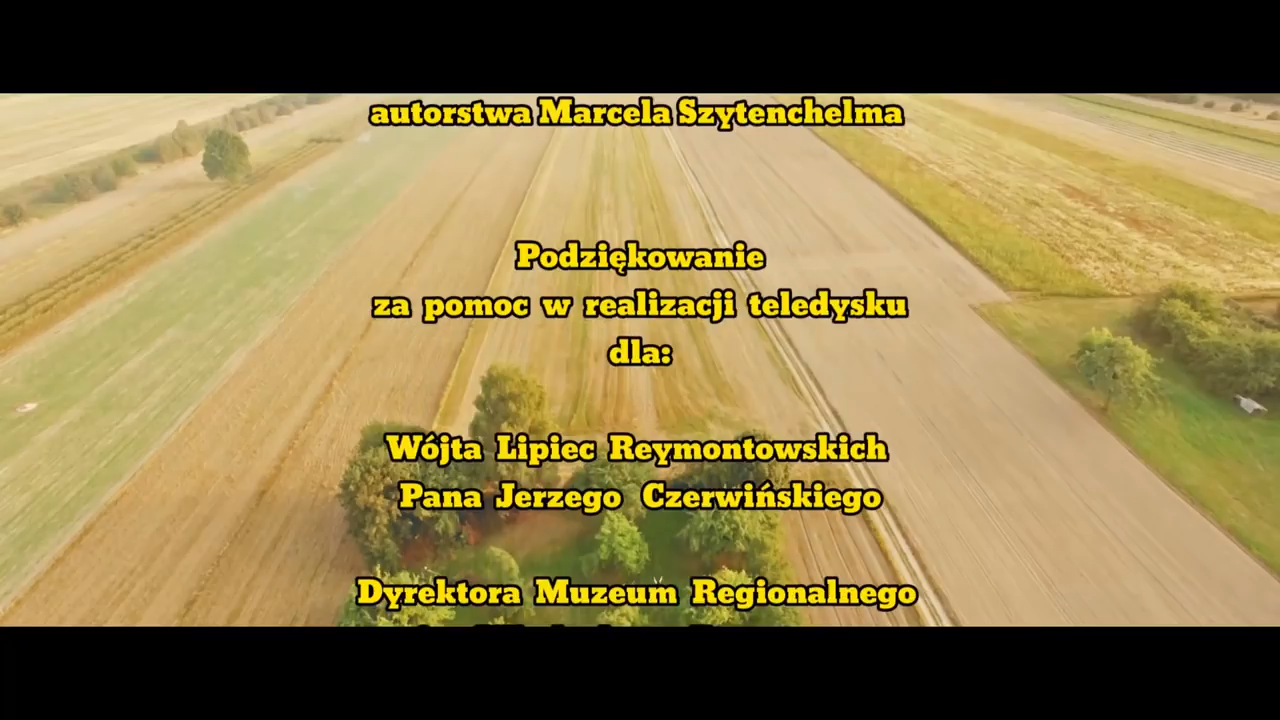 autorstwa Marcela Szytenchelma
Podziękowanie
za pomoc w realizacji teledysku
dla:
Wójta Lipiec Reymontowskich
Pana Jerzego Czerwińskiego
Dyrektora Muzeum Regionalnego